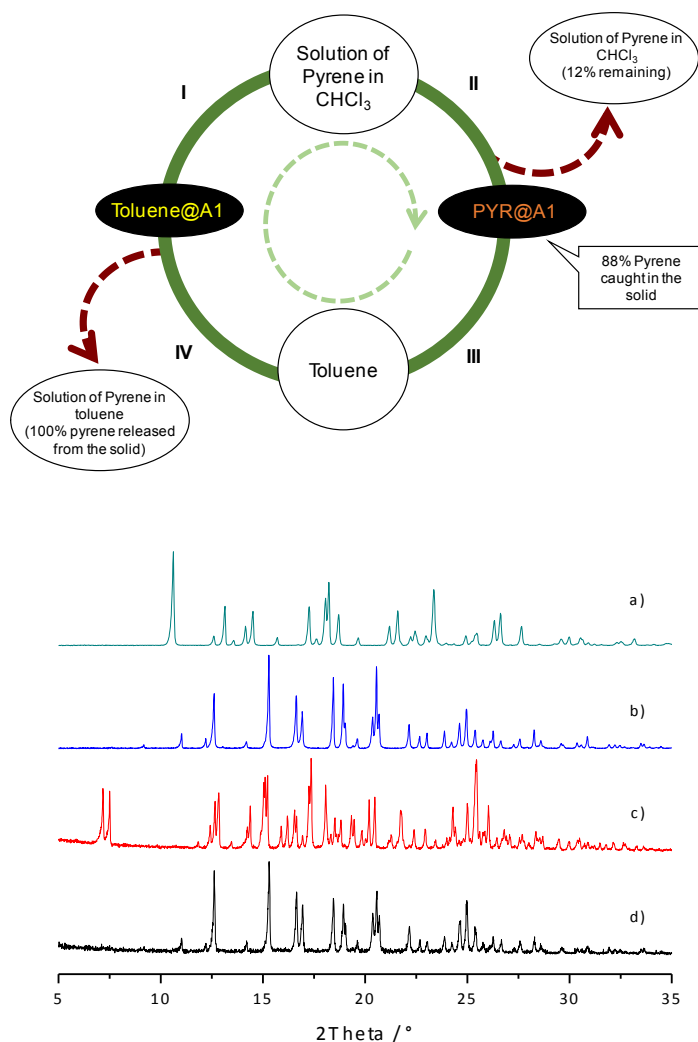 Solution of
Pyrene in
CHCl₃
Solution of Pyrene in
CHCl₃
(12% remaining)
I
II
Toluene@A1
PYR@A1
88% Pyrene
caught in the
solid
IV
III
Toluene
Solution of Pyrene in
toluene
(100% pyrene released
from the solid)
a)
b)
c)
d)
5 10 15 20 25 30 35
2Theta / °